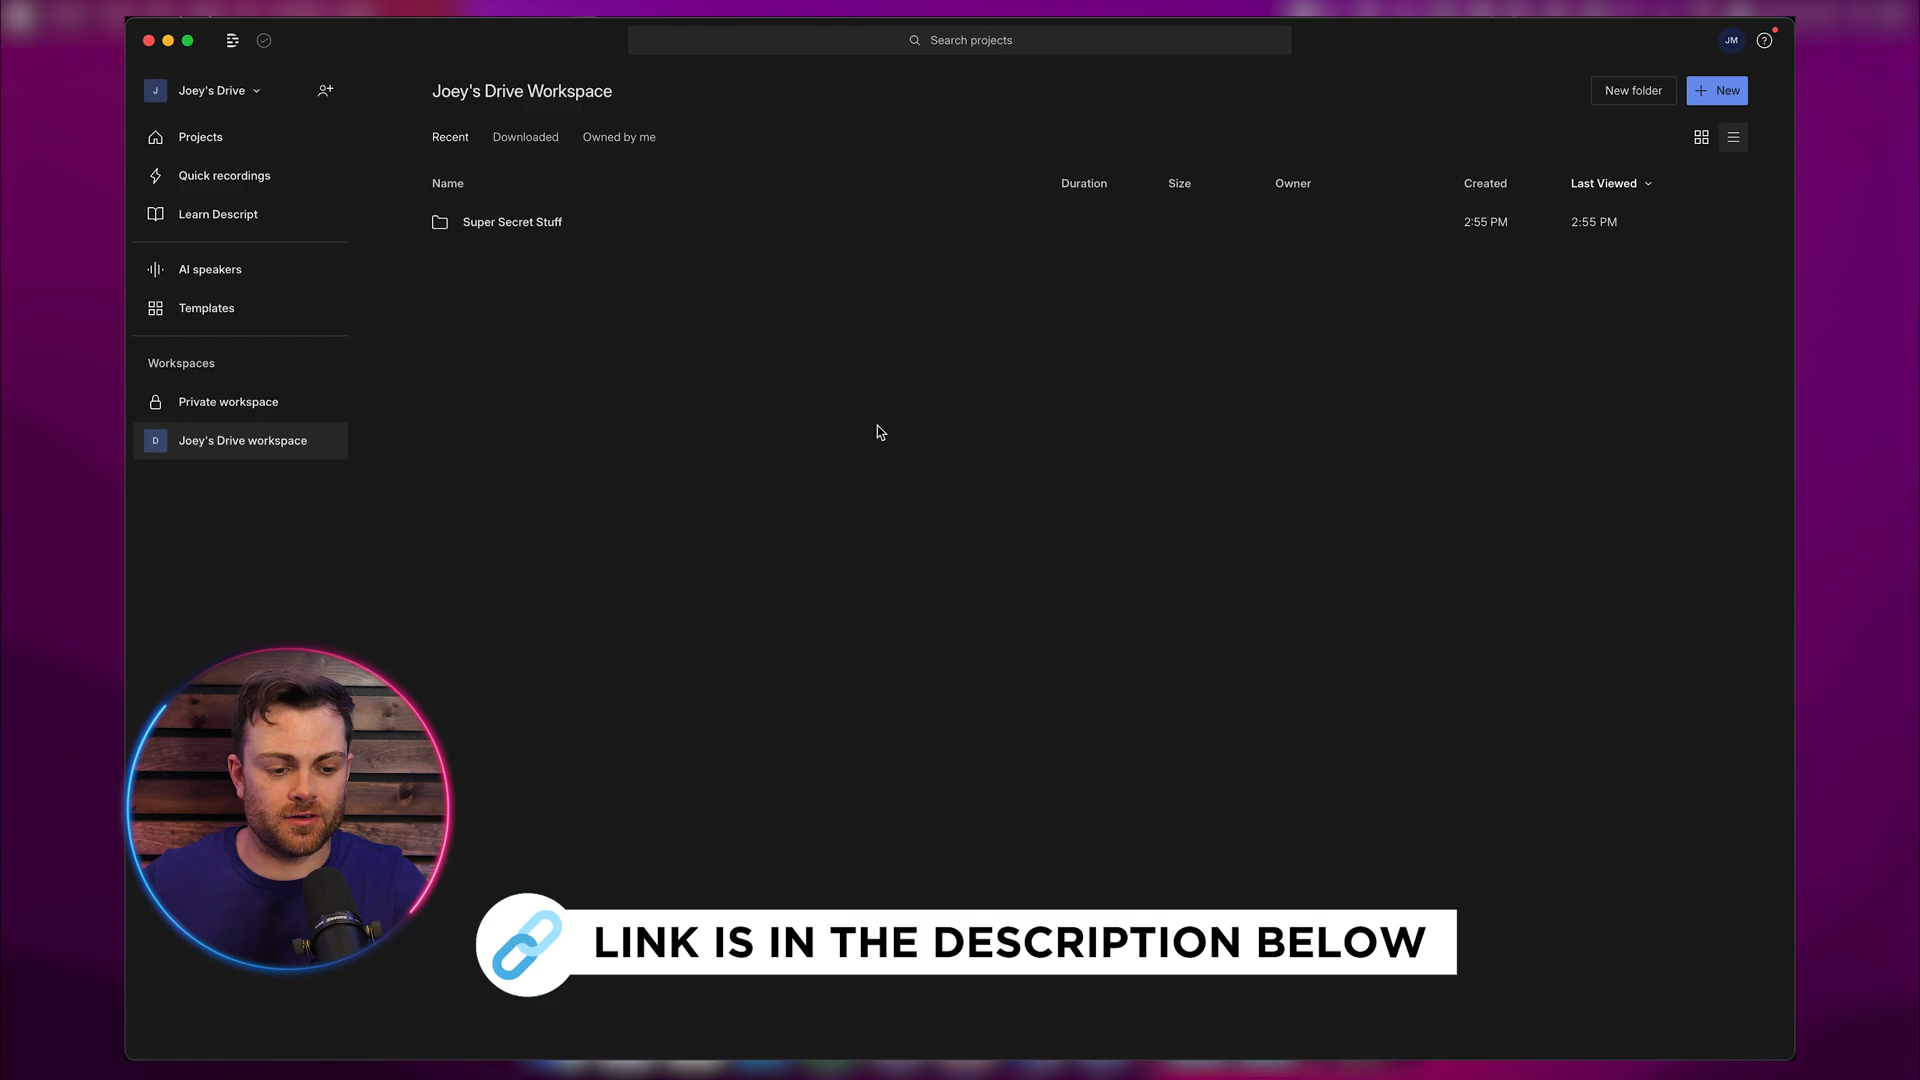 Search projects
JM
J
Joey's Drive
Joey's Drive Workspace
New folder
New
Projects
Recent
Downloaded
Owned by me
Quick recordings
Name
Duration
Size
Owner
Created
Last Viewed
Learn Descript
Super Secret Stuff
2:55 PM
2:55 PM
AI speakers
Templates
Workspaces
Private workspace
D
Joey's Drive workspace
SHURE
LINK IS IN THE DESCRIPTION BELOW